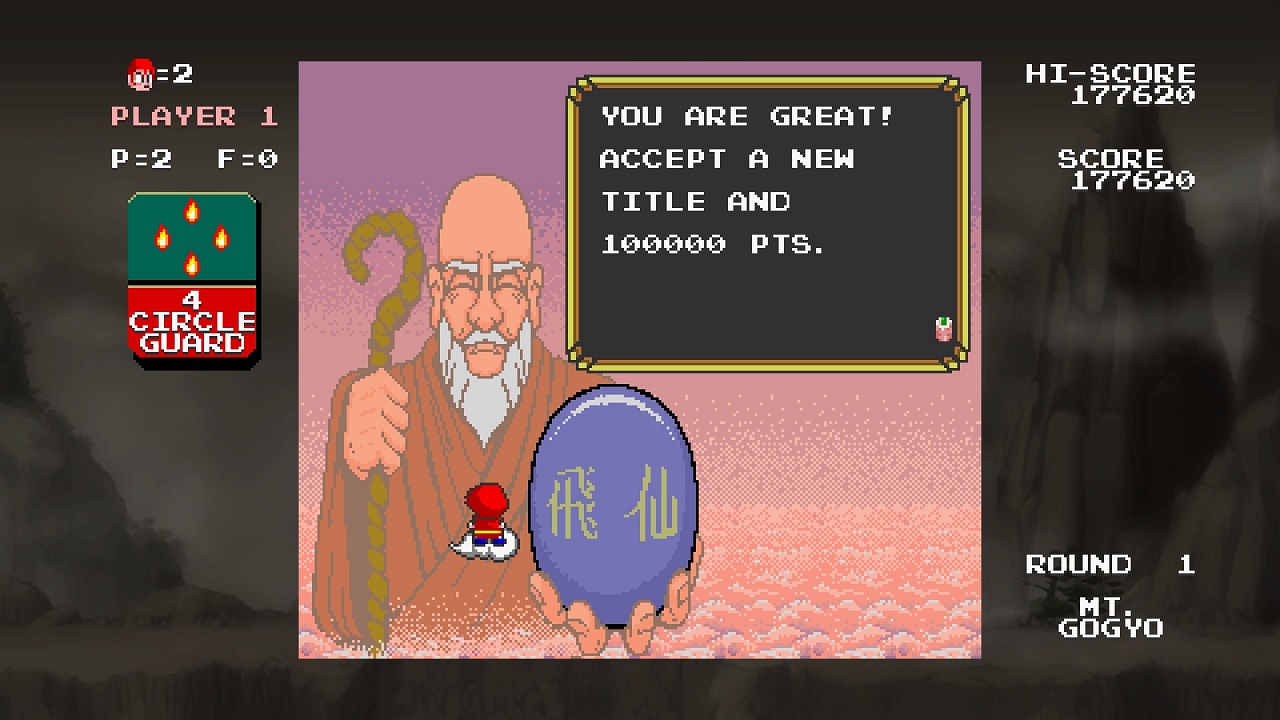 =2
PLAYER 1
P=2 F=0
4
CIRCLE
GUARD
YOU ARE GREAT!
ACCEPT A NEW
TITLE AND
100000 PTS.
飛仙
HI-SCORE
177620
SCORE
177620
ROUND 1
MT.
GOGYO